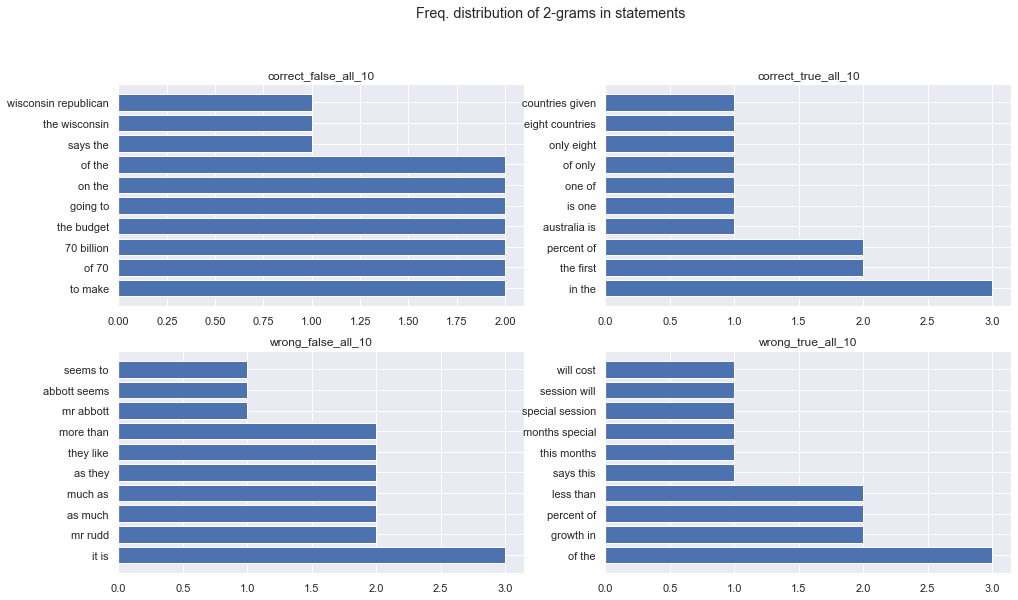 Freq. distribution of 2-grams in statements
correct_false_all_10
wisconsin republican
the wisconsin
says the
of the
on the
going to
the budget
70 billion
of 70
to make
0.00 0.25 0.50 0.75 1.00 1.25 1.50 1.75 2.00
correct_true_all_10
countries given
eight countries
only eight
of only
one of
is one
australia is
percent of
the first
in the
0.0 0.5 1.0 1.5 2.0 2.5 3.0
wrong_false_all_10
seems to
abbott seems
mr abbott
more than
they like
as they
much as
as much
mr rudd
it is
0.0 0.5 1.0 1.5 2.0 2.5 3.0
wrong_true_all_10
will cost
session will
special session
months special
this months
says this
less than
percent of
growth in
of the
0.0 0.5 1.0 1.5 2.0 2.5 3.0